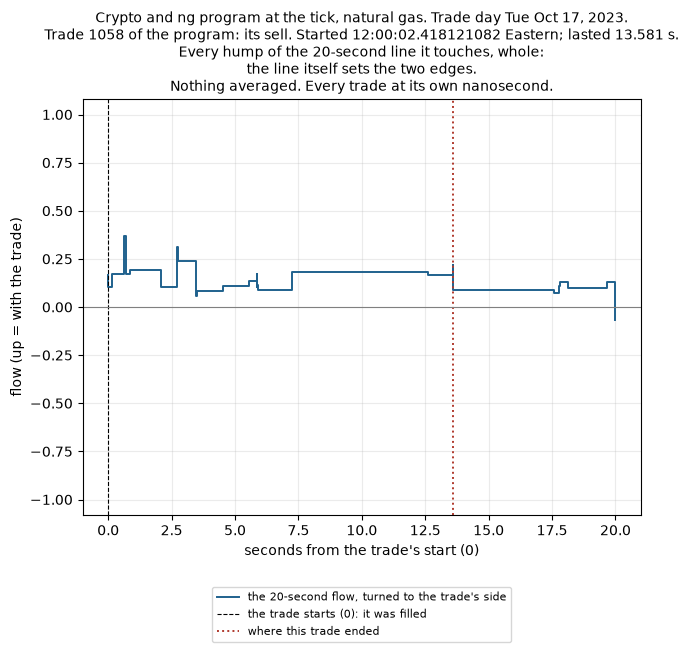 Crypto and ng program at the tick, natural gas. Trade day Tue Oct 17, 2023.
Trade 1058 of the program: its sell. Started 12:00:02.418121082 Eastern; lasted 13.581 s.
Every hump of the 20-second line it touches, whole:
the line itself sets the two edges.
Nothing averaged. Every trade at its own nanosecond.
1.00
0.75
0.50
0.25
0.00
−0.25
−0.50
−0.75
−1.00
flow (up = with the trade)
0.0 2.5 5.0 7.5 10.0 12.5 15.0 17.5 20.0
seconds from the trade's start (0)
the 20-second flow, turned to the trade's side
the trade starts (0): it was filled
where this trade ended